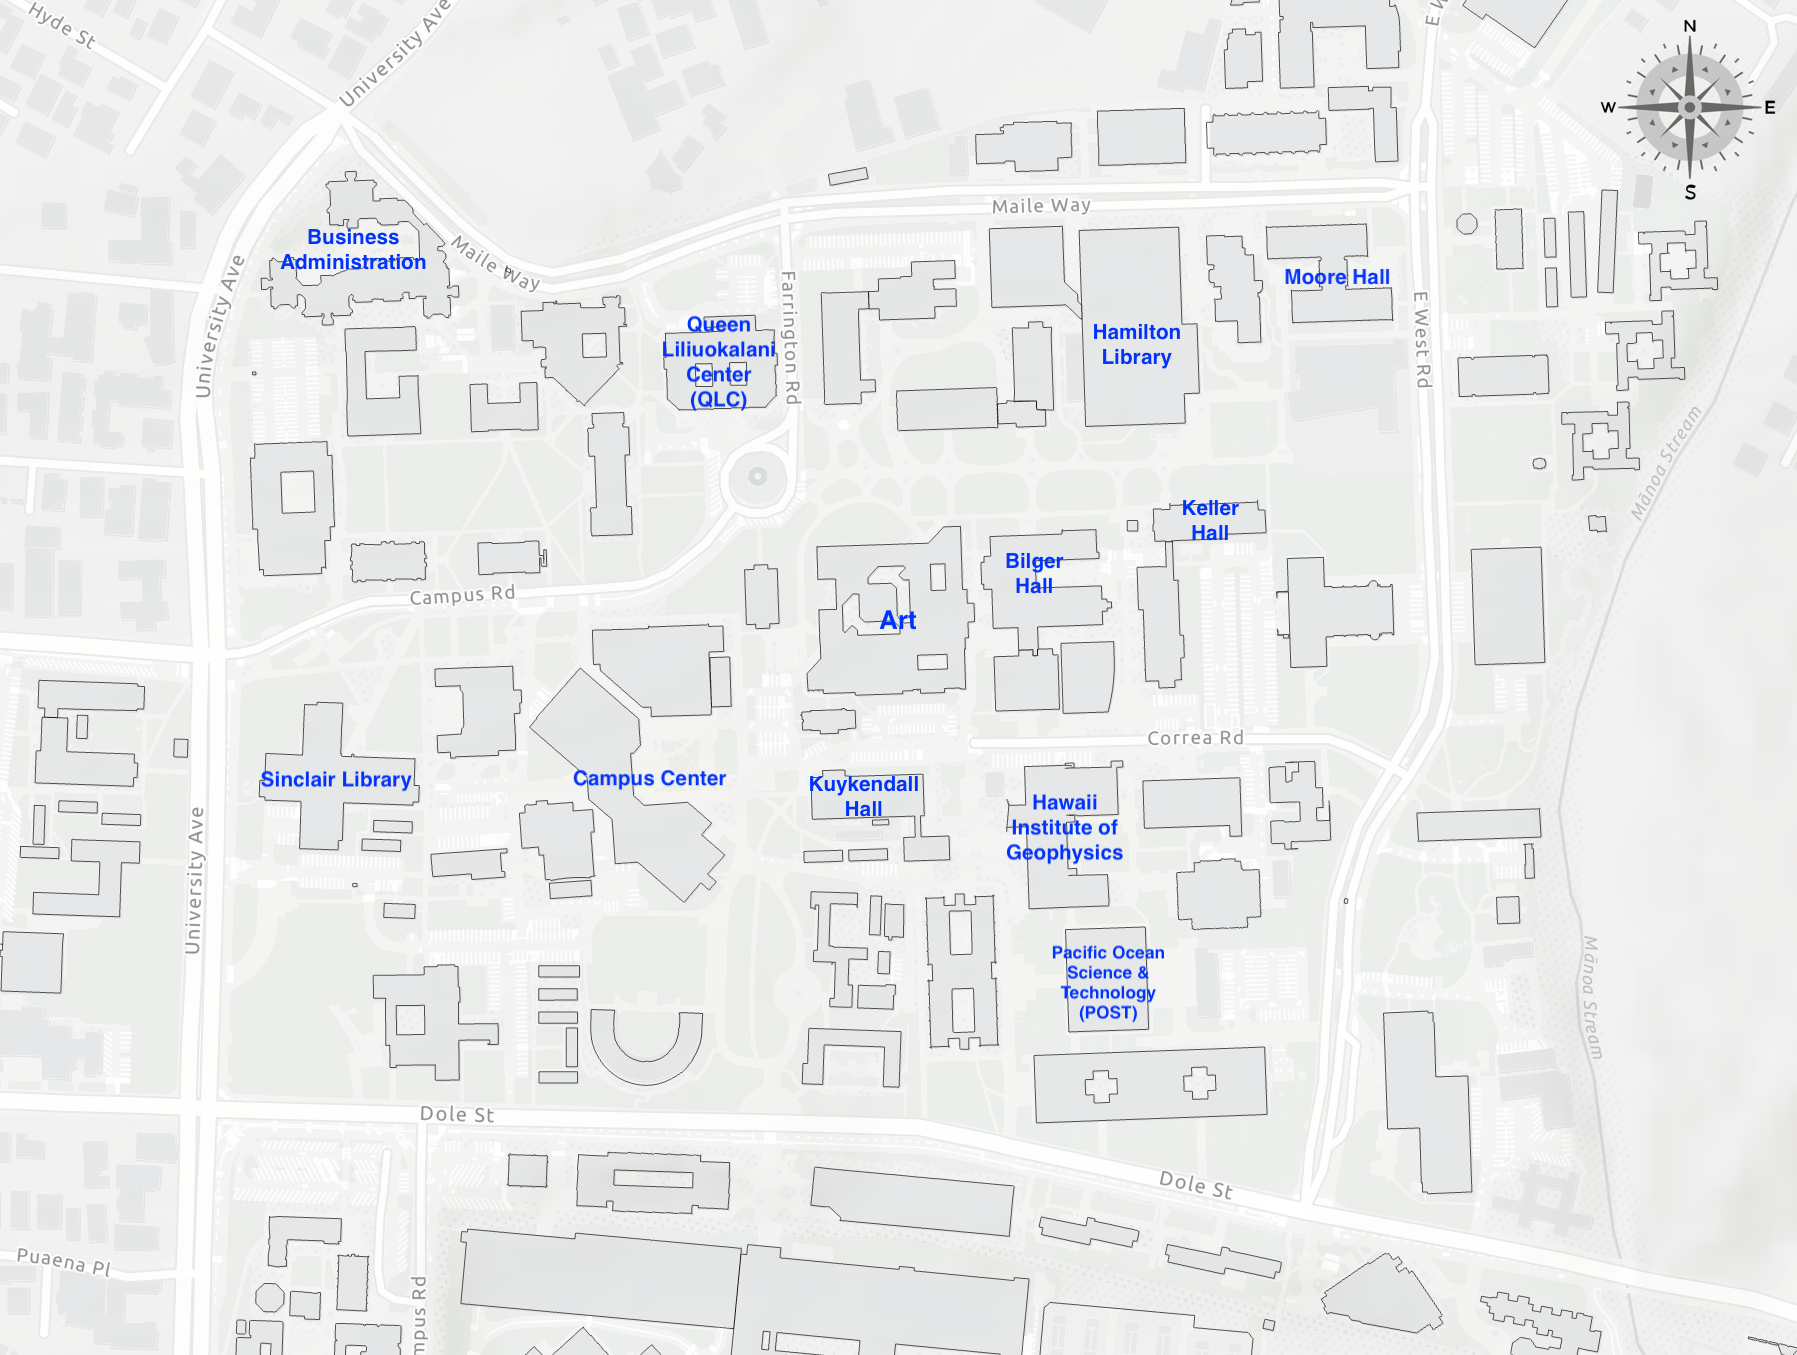 Hyde St
University Ave
E W
N
W
E
S
Maile Way
Business
Administration
Maile Way
University Ave
Farrington Rd
Queen
Liliuokalani
Center
(QLC)
Hamilton
Library
Moore Hall
E West Rd
Mānoa Stream
Keller
Hall
Bilger
Hall
Art
Campus Rd
Correa Rd
Sinclair Library
Campus Center
Kuykendall
Hall
Hawaii
Institute of
Geophysics
University Ave
Pacific Ocean
Science &
Technology
(POST)
Mānoa Stream
Dole St
Dole St
Puaena Pl
mpus Rd